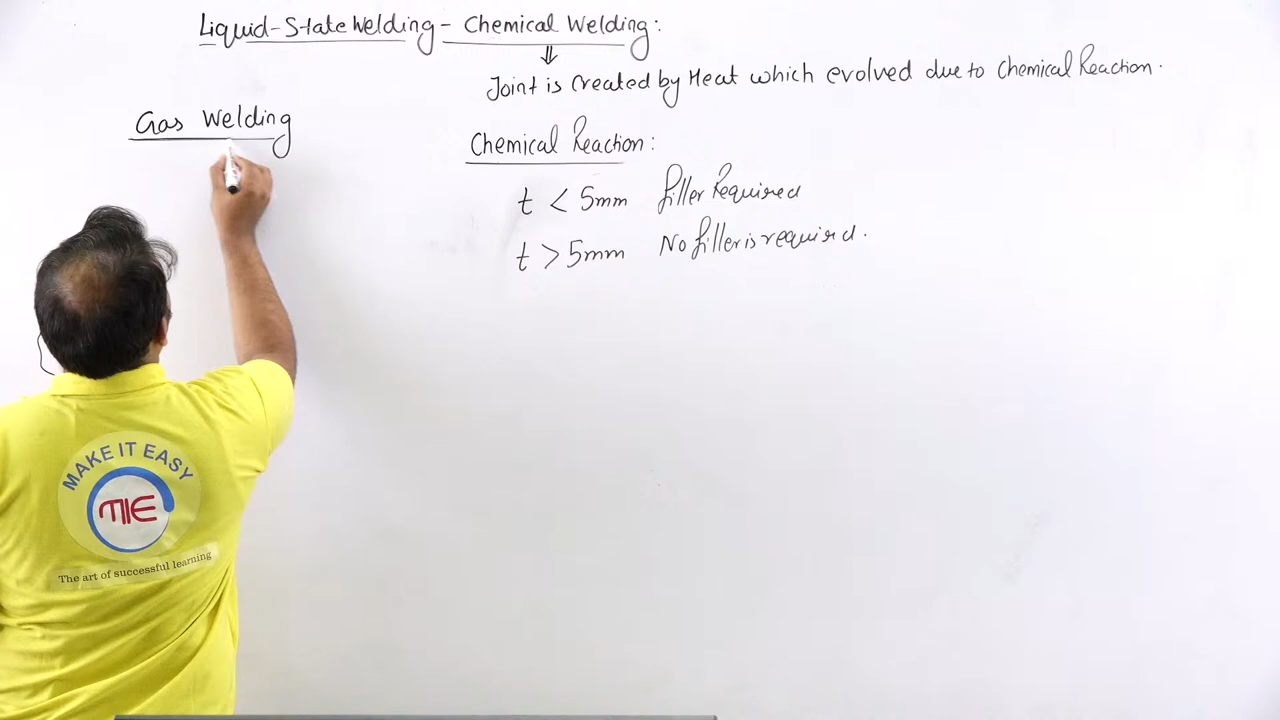 Liquid-State Welding - Chemical Welding:
⇓
Joint is created by Heat which evolved due to Chemical Reaction.
Gas Welding
Chemical Reaction:
t < 5mm filler Required
t > 5mm No filler is required.
MAKE IT EASY
MIE
The art of successful learning